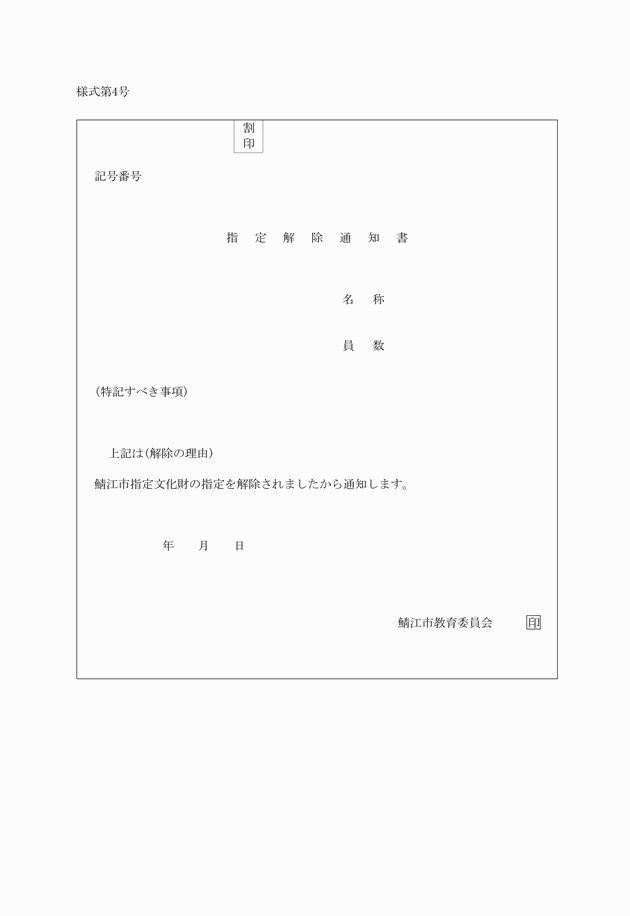 様式第4号
割
印
記号番号
指定解除通知書
名称
員数
(特記すべき事項)
上記は(解除の理由)
鯖江市指定文化財の指定を解除されましたから通知します。
年 月 日
鯖江市教育委員会 印